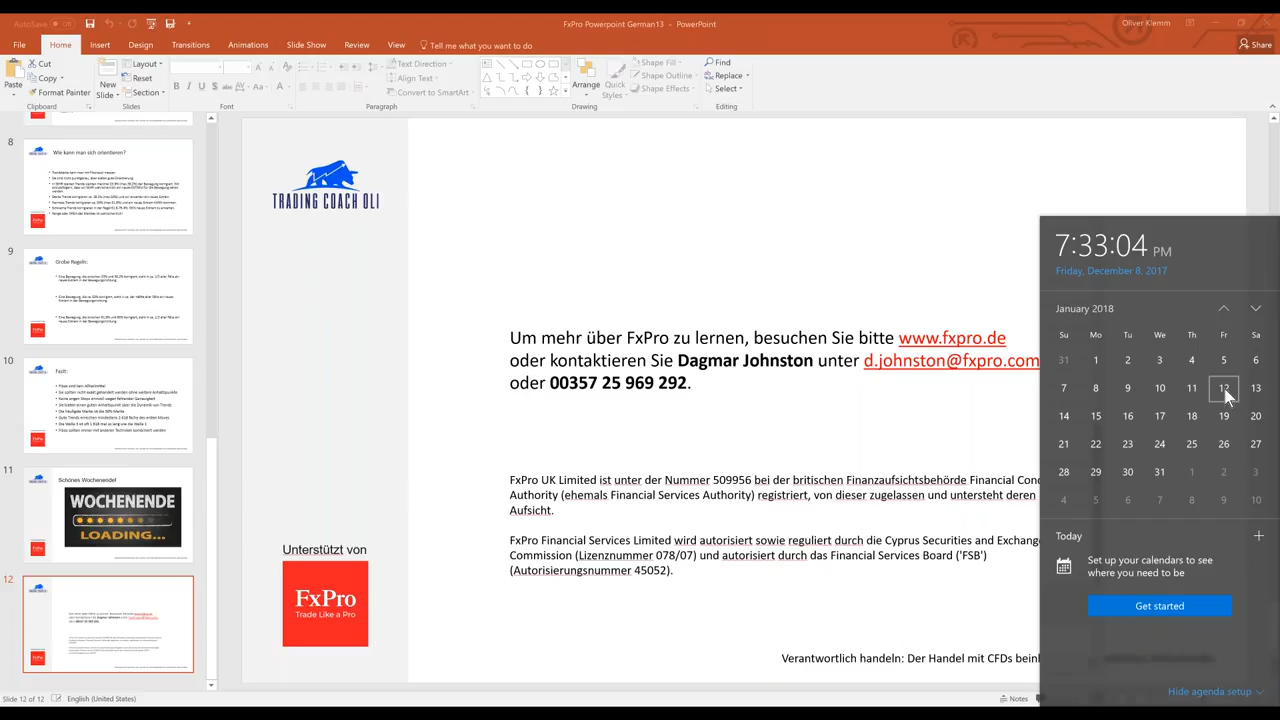 AutoSave Off
FxPro Powerpoint German13 - PowerPoint
Oliver Klemm
File Home Insert Design Transitions Animations Slide Show Review View Tell me what you want to do
Share
Cut
Copy
Format Painter
Paste
Clipboard
New Slide
Layout
Reset
Section
Slides
Font
Text Direction
Align Text
Convert to SmartArt
Paragraph
Arrange
Quick Styles
Shape Fill
Shape Outline
Shape Effects
Drawing
Find
Replace
Select
Editing
8
Wie kann man sich orientieren?
9
Grobe Regeln:
10
Fazit:
11
Schönes Wochenende!
WOCHENENDE
LOADING...
12
TRADING COACH OLI
Um mehr über FxPro zu lernen, besuchen Sie bitte www.fxpro.de
oder kontaktieren Sie Dagmar Johnston unter d.johnston@fxpro.com
oder 00357 25 969 292.
FxPro UK Limited ist unter der Nummer 509956 bei der britischen Finanzaufsichtsbehörde Financial
Authority (ehemals Financial Services Authority) registriert, von dieser zugelassen und untersteht deren
Aufsicht.
FxPro Financial Services Limited wird autorisiert sowie reguliert durch die Cyprus Securities and Exchange
Commission (Lizenznummer 078/07) und autorisiert durch das Financial Services Board ('FSB')
(Autorisierungsnummer 45052).
Unterstützt von
FxPro
Trade Like a Pro
Verantwortlich handeln: Der Handel mit CFDs
7:33:04 PM
Friday, December 8, 2017
January 2018
Su Mo Tu We Th Fr Sa
31 1 2 3 4 5 6
7 8 9 10 11 12 13
14 15 16 17 18 19 20
21 22 23 24 25 26 27
28 29 30 31 1 2 3
4 5 6 7 8 9 10
Today
Set up your calendars to see
where you need to be
Get started
Hide agenda setup
Slide 12 of 12 English (United States)
Notes